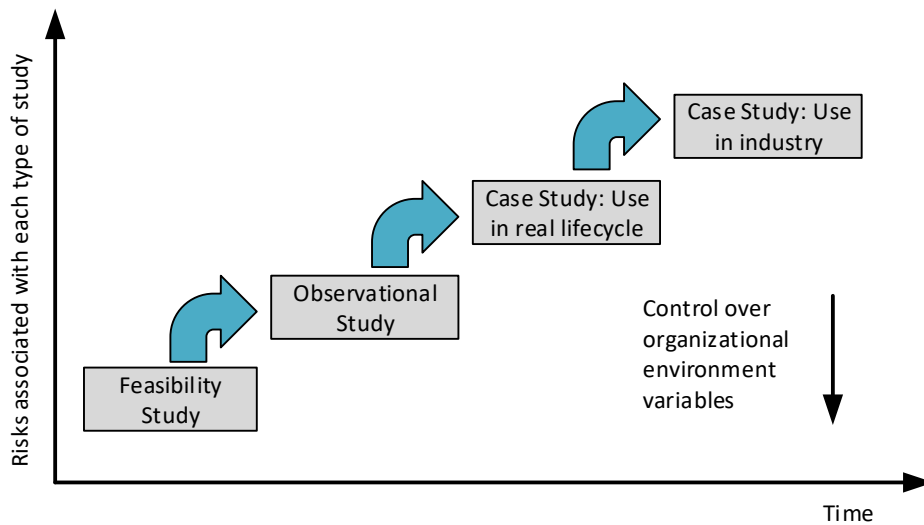 Risks associated with each type of study
Case Study: Use
in industry
Case Study: Use
in real lifecycle
Observational
Study
Feasibility
Study
Control over
organizational
environment
variables
Time